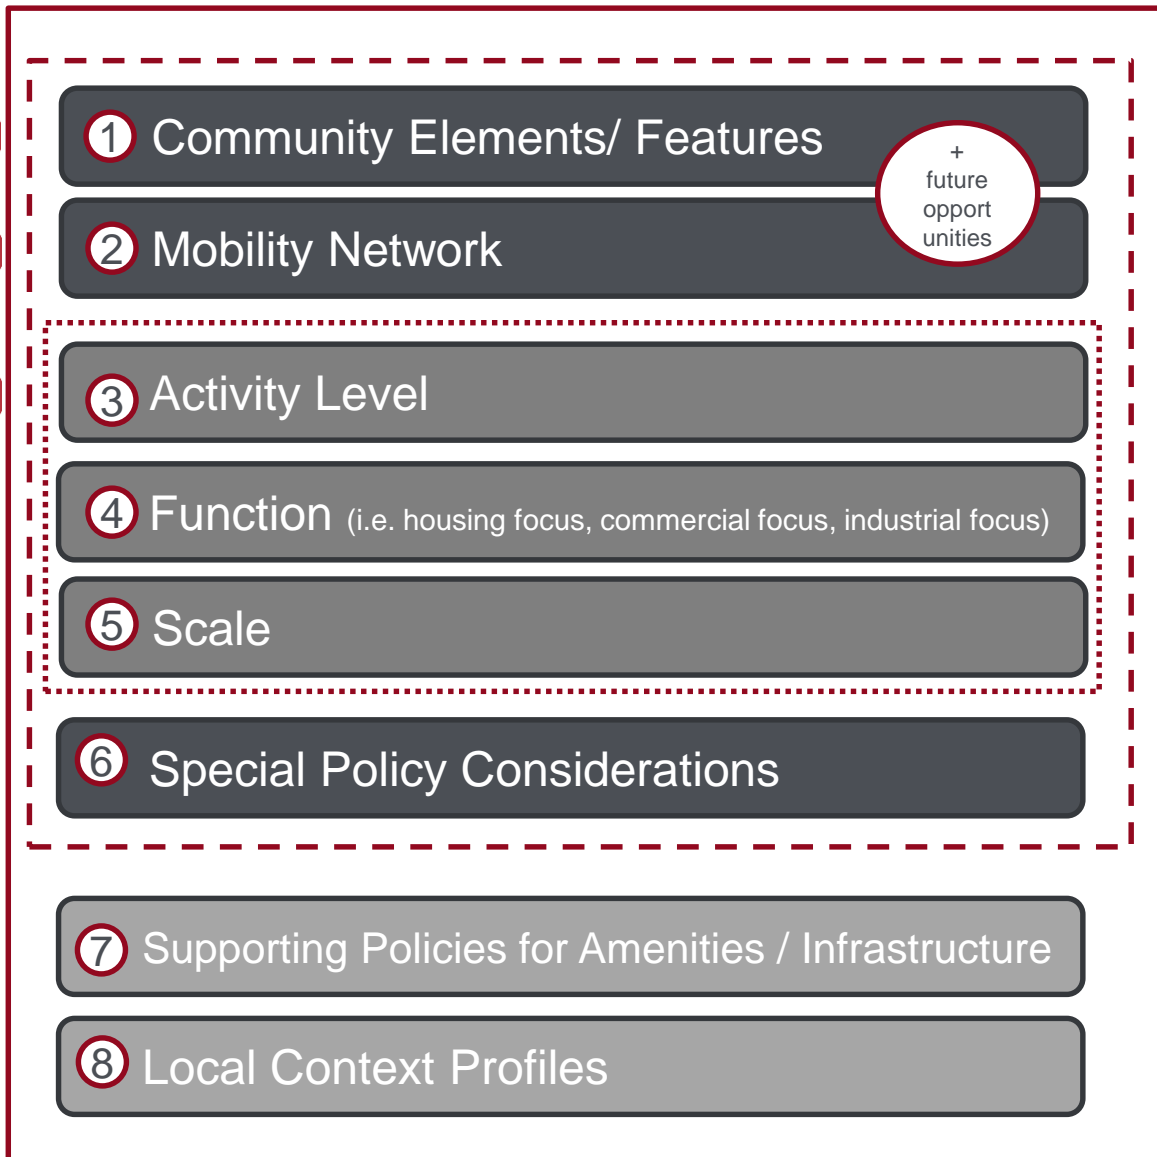 1 Community Elements/ Features
+
future
opport
unities
2 Mobility Network
3 Activity Level
4 Function (i.e. housing focus, commercial focus, industrial focus)
5 Scale
6 Special Policy Considerations
7 Supporting Policies for Amenities / Infrastructure
8 Local Context Profiles